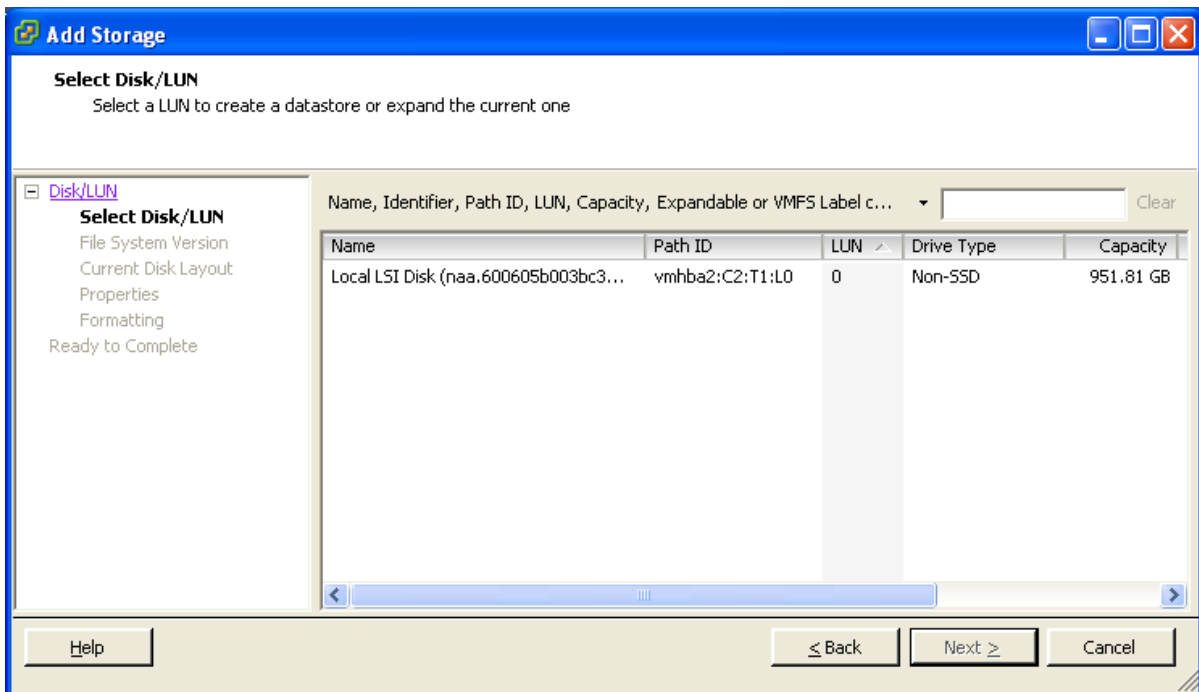 Add Storage
Select Disk/LUN
Select a LUN to create a datastore or expand the current one
Disk/LUN
Select Disk/LUN
File System Version
Current Disk Layout
Properties
Formatting
Ready to Complete
Name, Identifier, Path ID, LUN, Capacity, Expandable or VMFS Label c... Clear
Name Path ID LUN Drive Type Capacity
Local LSI Disk (naa.600605b003bc3... vmhba2:C2:T1:L0 0 Non-SSD 951.81 GB
Help < Back Next > Cancel